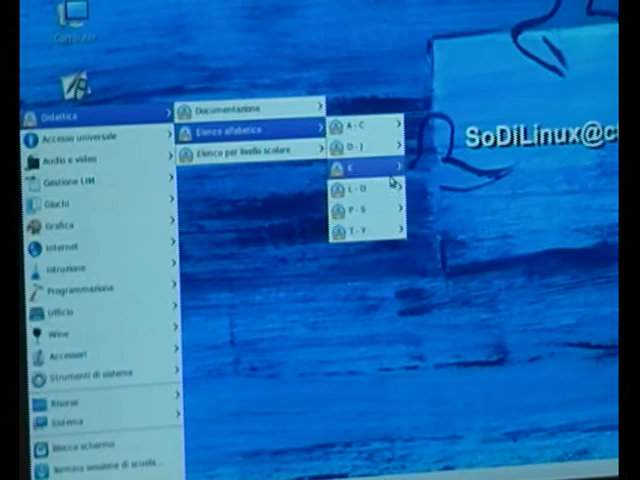 Computer
Didattica
Accesso universale
Audio e video
Gestione LIM
Giochi
Grafica
Internet
Istruzione
Programmazione
Ufficio
Wine
Accessori
Strumenti di sistema
Risorse
Sistema
Blocca schermo
Termina sessione di scuola...
Documentazione
Elenco alfabetico
Elenco per livello scolare
A - C
D - J
K
L - O
P - S
T - Y
SoDiLinux@c